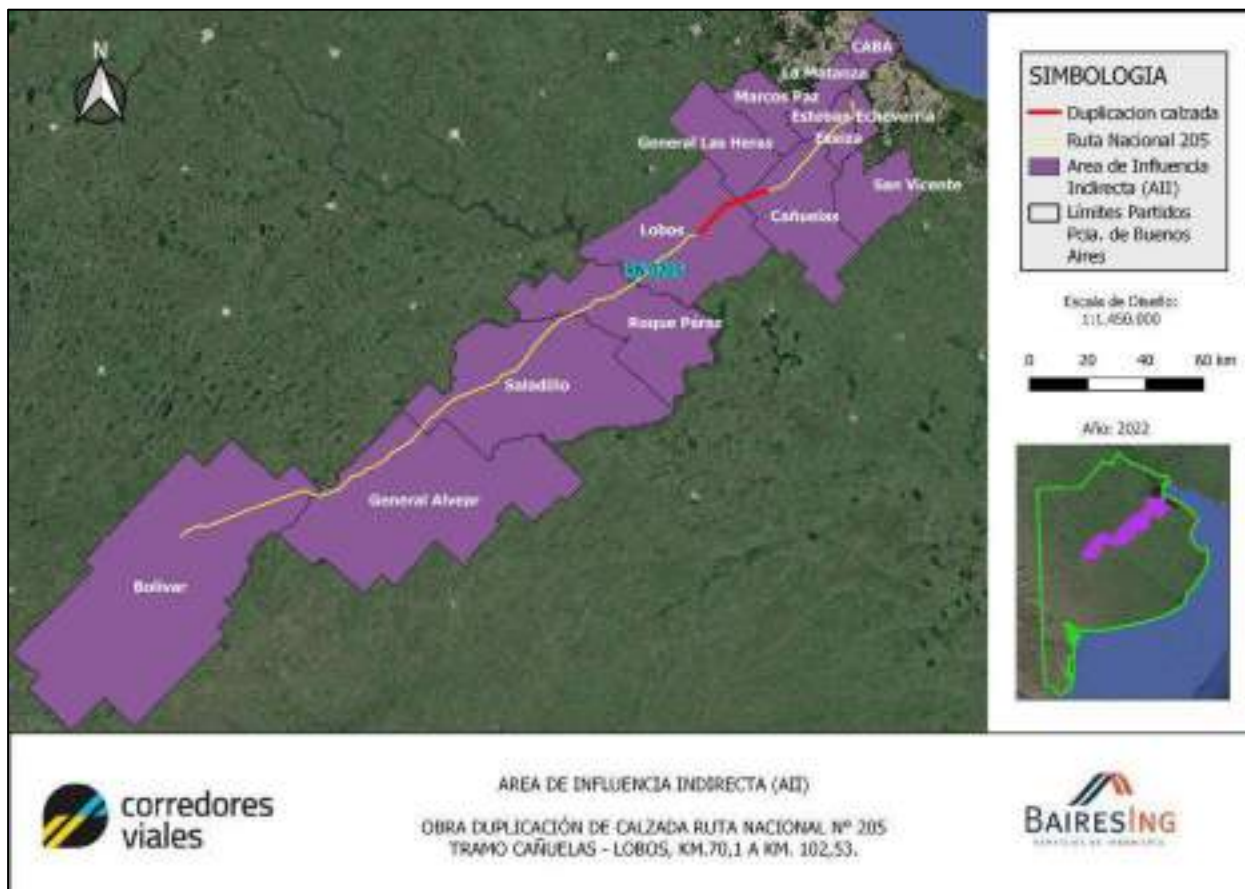 N
CABA
La Matanza
Marcos Paz
Esteban Echeverría
Ezeiza
General Las Heras
San Vicente
Cañuelas
Lobos
Roque Pérez
Saladillo
General Alvear
Bolívar
SIMBOLOGIA
Duplicacion calzada
Ruta Nacional 205
Area de Influencia
Indirecta (AII)
Límites Partidos
Pcia. de Buenos
Aires
Escala de Diseño:
1:1.450.000
0 20 40 60 km
Año: 2022
corredores
viales
AREA DE INFLUENCIA INDIRECTA (AII)
OBRA DUPLICACIÓN DE CALZADA RUTA NACIONAL Nº 205
TRAMO CAÑUELAS - LOBOS, KM.70,1 A KM. 102,53.
BAIRESING